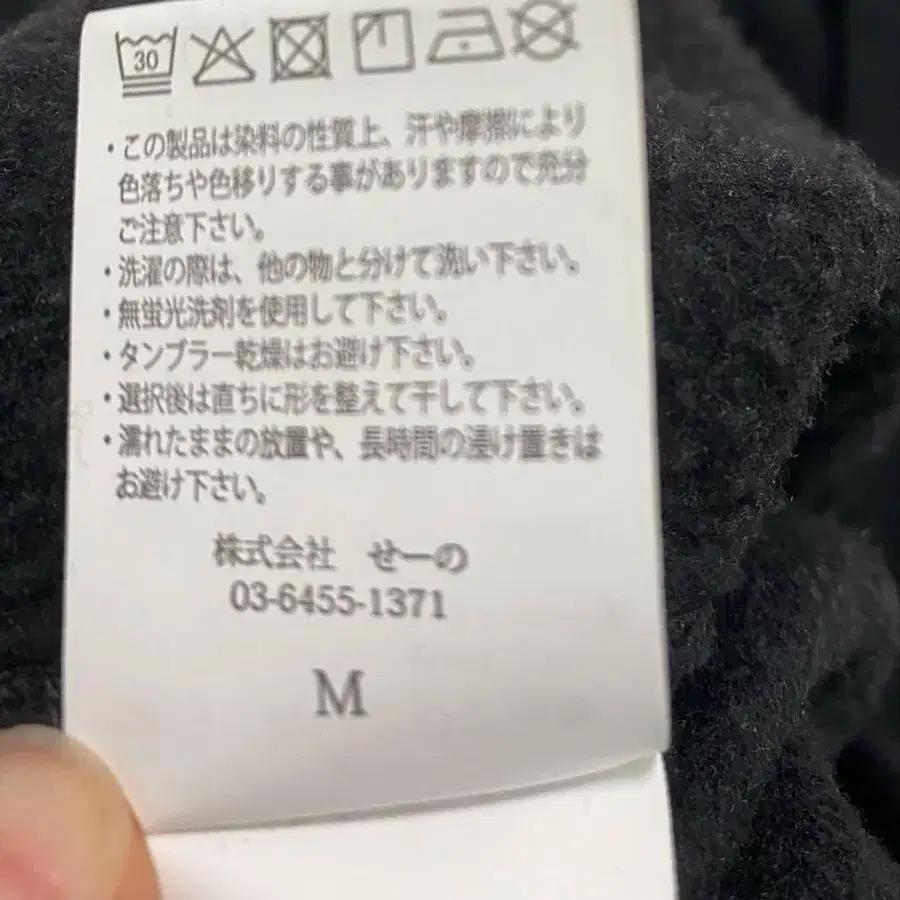 30
・この製品は染料の性質上、汗や摩擦により
色落ちや色移りする事がありますので充分
ご注意下さい。
・洗濯の際は、他の物と分けて洗い下さい。
・無蛍光洗剤を使用して下さい。
・タンブラー乾燥はお避け下さい。
・選択後は直ちに形を整えて干して下さい。
・濡れたままの放置や、長時間の浸け置きは
お避け下さい。
株式会社 せーの
03-6455-1371
M